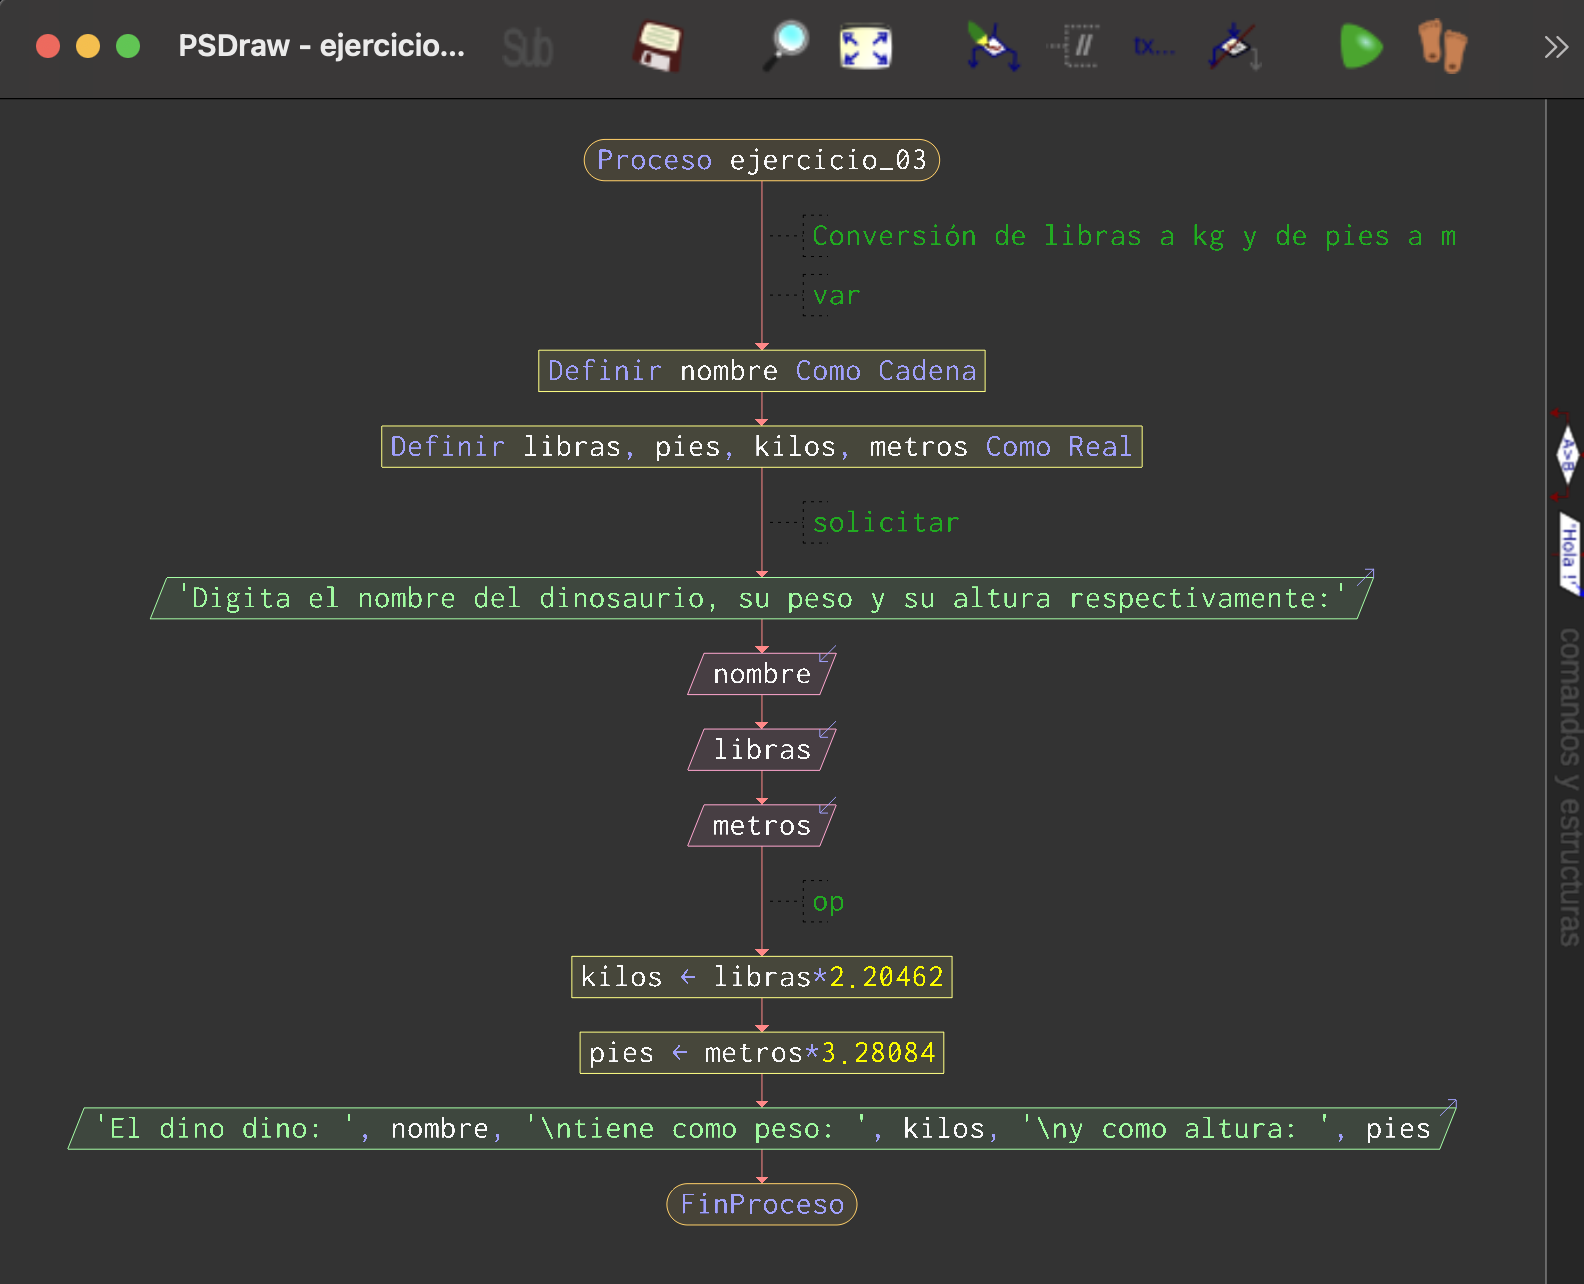 PSDraw - ejercicio...
Sub
//
tx...
Proceso ejercicio_03
Conversión de libras a kg y de pies a m
var
Definir nombre Como Cadena
Definir libras, pies, kilos, metros Como Real
solicitar
'Digita el nombre del dinosaurio, su peso y su altura respectivamente:'
nombre
libras
metros
op
kilos ← libras*2.20462
pies ← metros*3.28084
'El dino dino: ', nombre, '\ntiene como peso: ', kilos, '\ny como altura: ', pies
FinProceso
A>B
"Hola !"
comandos y estructuras